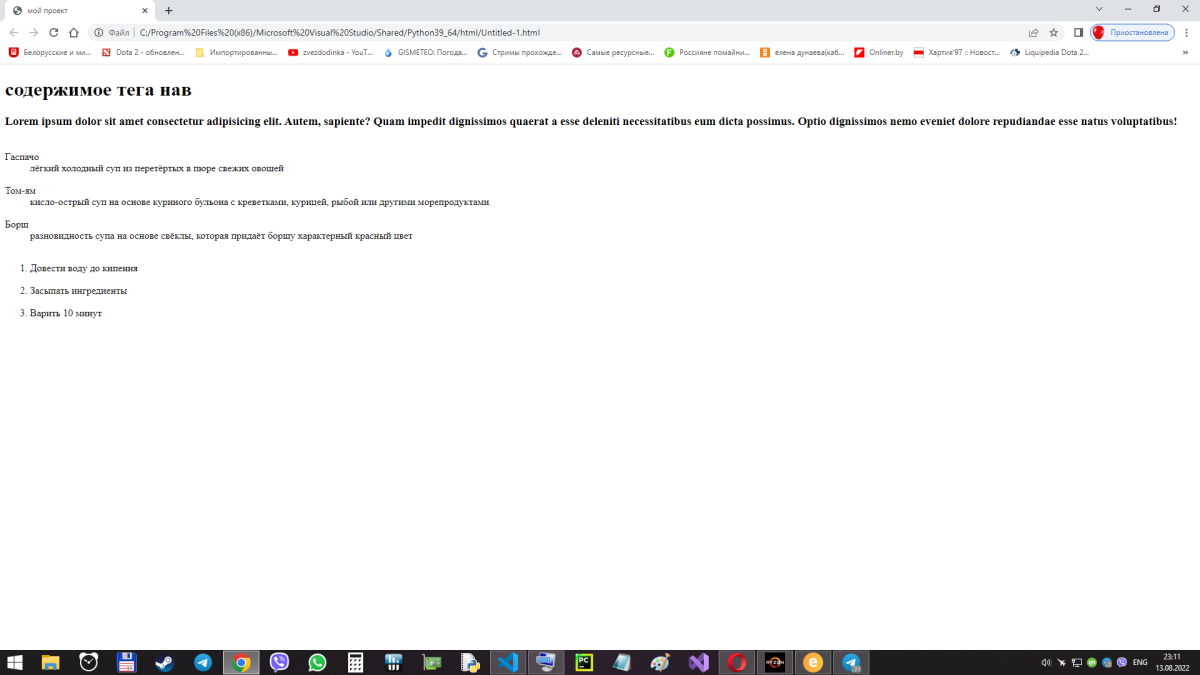 мой проект
Файл C:/Program%20Files%20(x86)/Microsoft%20Visual%20Studio/Shared/Python39_64/html/Untitled-1.html Приостановлена
Белорусские и ми... Dota 2 - обновлен... Импортированны... zvezdodinka - YouT... GISMETEO: Погода... Стримы прохожде... Самые ресурсные... Россияне помайни... елена дунаева(каб... Onliner.by Хартия'97 :: Новост... Liquipedia Dota 2...
содержимое тега нав
Lorem ipsum dolor sit amet consectetur adipisicing elit. Autem, sapiente? Quam impedit dignissimos quaerat a esse deleniti necessitatibus eum dicta possimus. Optio dignissimos nemo eveniet dolore repudiandae esse natus voluptatibus!
Гаспачо
лёгкий холодный суп из перетёртых в пюре свежих овощей
Том-ям
кисло-острый суп на основе куриного бульона с креветками, курицей, рыбой или другими морепродуктами
Борщ
разновидность супа на основе свёклы, которая придаёт борщу характерный красный цвет
1. Довести воду до кипения
2. Засыпать ингредиенты
3. Варить 10 минут
PC
RYZEN
ENG
23:11
13.08.2022